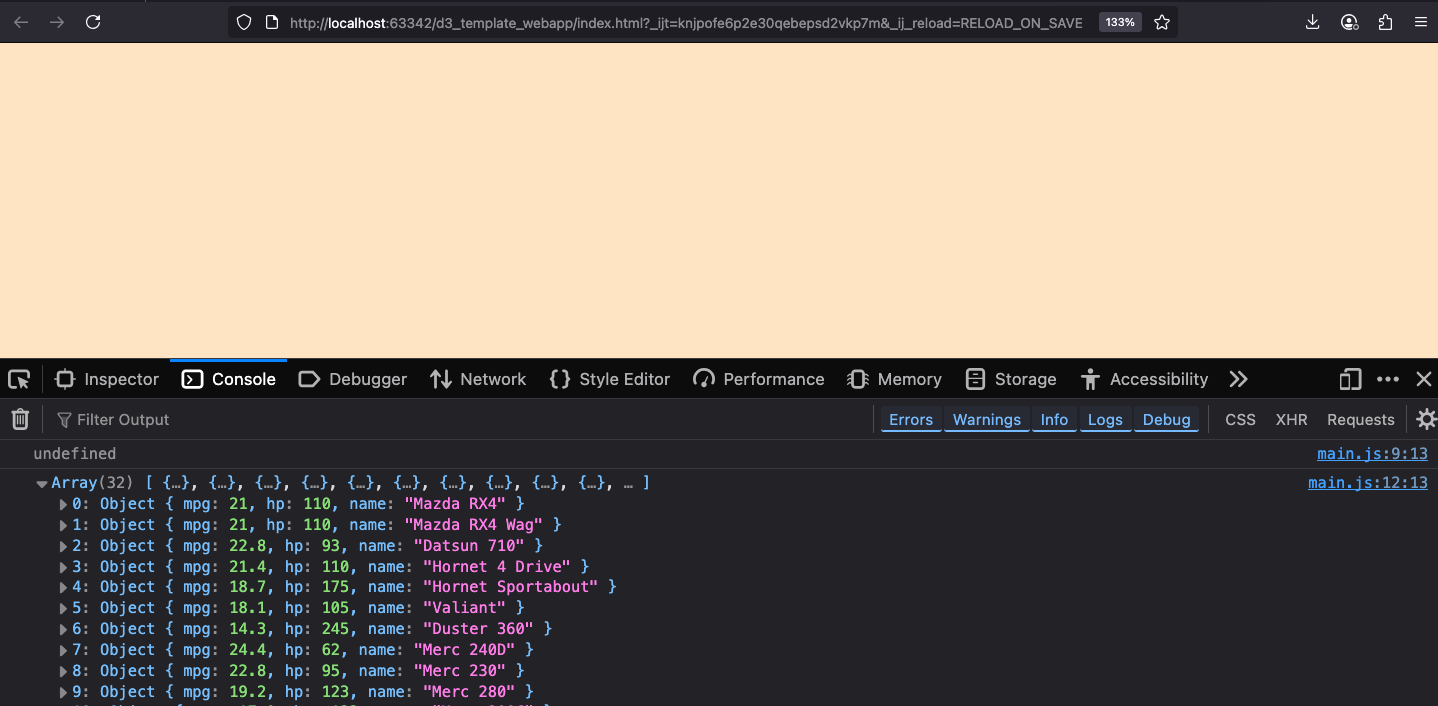 http://localhost:63342/d3_template_webapp/index.html?_ijt=knjpofe6p2e30qebepsd2vkp7m&_ij_reload=RELOAD_ON_SAVE 133%
Inspector Console Debugger Network Style Editor Performance Memory Storage Accessibility
Filter Output Errors Warnings Info Logs Debug CSS XHR Requests
undefined main.js:9:13
Array(32) [ {…}, {…}, {…}, {…}, {…}, {…}, {…}, {…}, {…}, {…}, … ] main.js:12:13
0: Object { mpg: 21, hp: 110, name: "Mazda RX4" }
1: Object { mpg: 21, hp: 110, name: "Mazda RX4 Wag" }
2: Object { mpg: 22.8, hp: 93, name: "Datsun 710" }
3: Object { mpg: 21.4, hp: 110, name: "Hornet 4 Drive" }
4: Object { mpg: 18.7, hp: 175, name: "Hornet Sportabout" }
5: Object { mpg: 18.1, hp: 105, name: "Valiant" }
6: Object { mpg: 14.3, hp: 245, name: "Duster 360" }
7: Object { mpg: 24.4, hp: 62, name: "Merc 240D" }
8: Object { mpg: 22.8, hp: 95, name: "Merc 230" }
9: Object { mpg: 19.2, hp: 123, name: "Merc 280" }